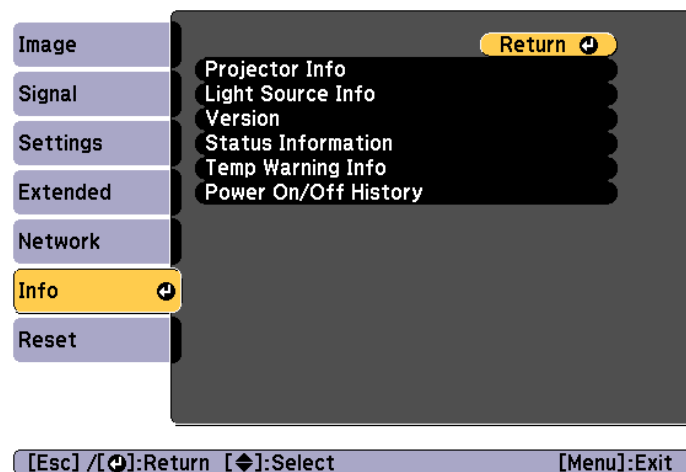 Image
Signal
Settings
Extended
Network
Info
Reset
Return
Projector Info
Light Source Info
Version
Status Information
Temp Warning Info
Power On/Off History
[Esc] /[⏎]:Return [◆]:Select [Menu]:Exit